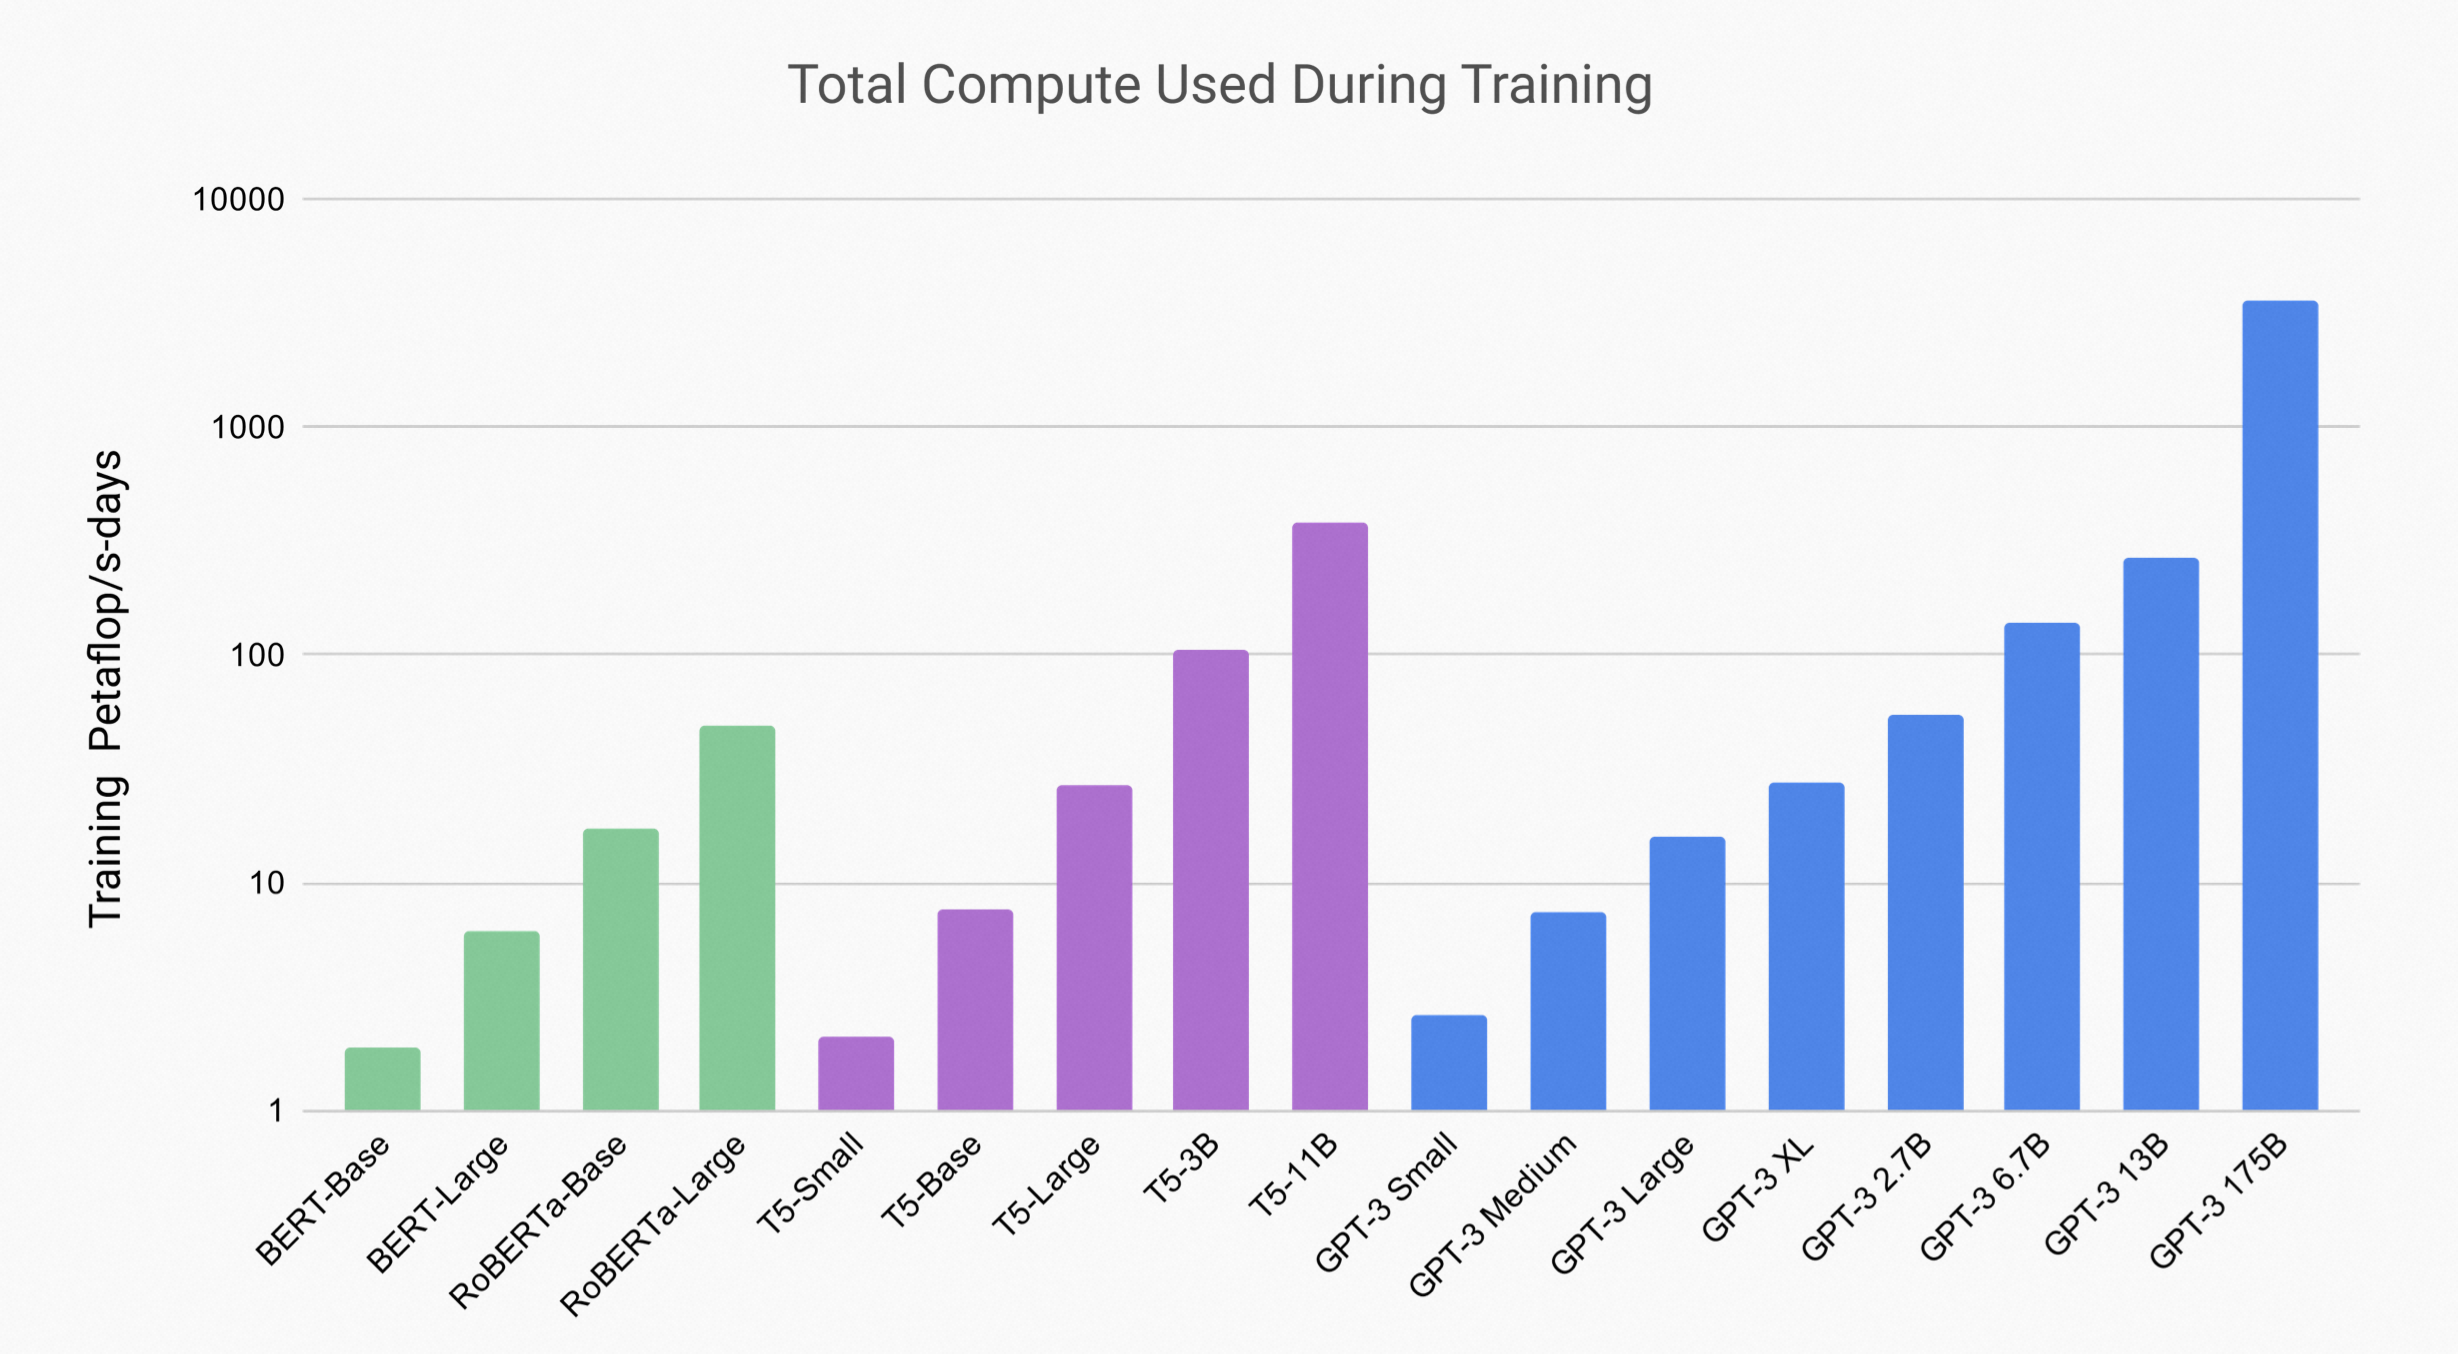 Total Compute Used During Training
Training Petaflop/s-days
10000
1000
100
10
1
BERT-Base
BERT-Large
RoBERTa-Base
RoBERTa-Large
T5-Small
T5-Base
T5-Large
T5-3B
T5-11B
GPT-3 Small
GPT-3 Medium
GPT-3 Large
GPT-3 XL
GPT-3 2.7B
GPT-3 6.7B
GPT-3 13B
GPT-3 175B